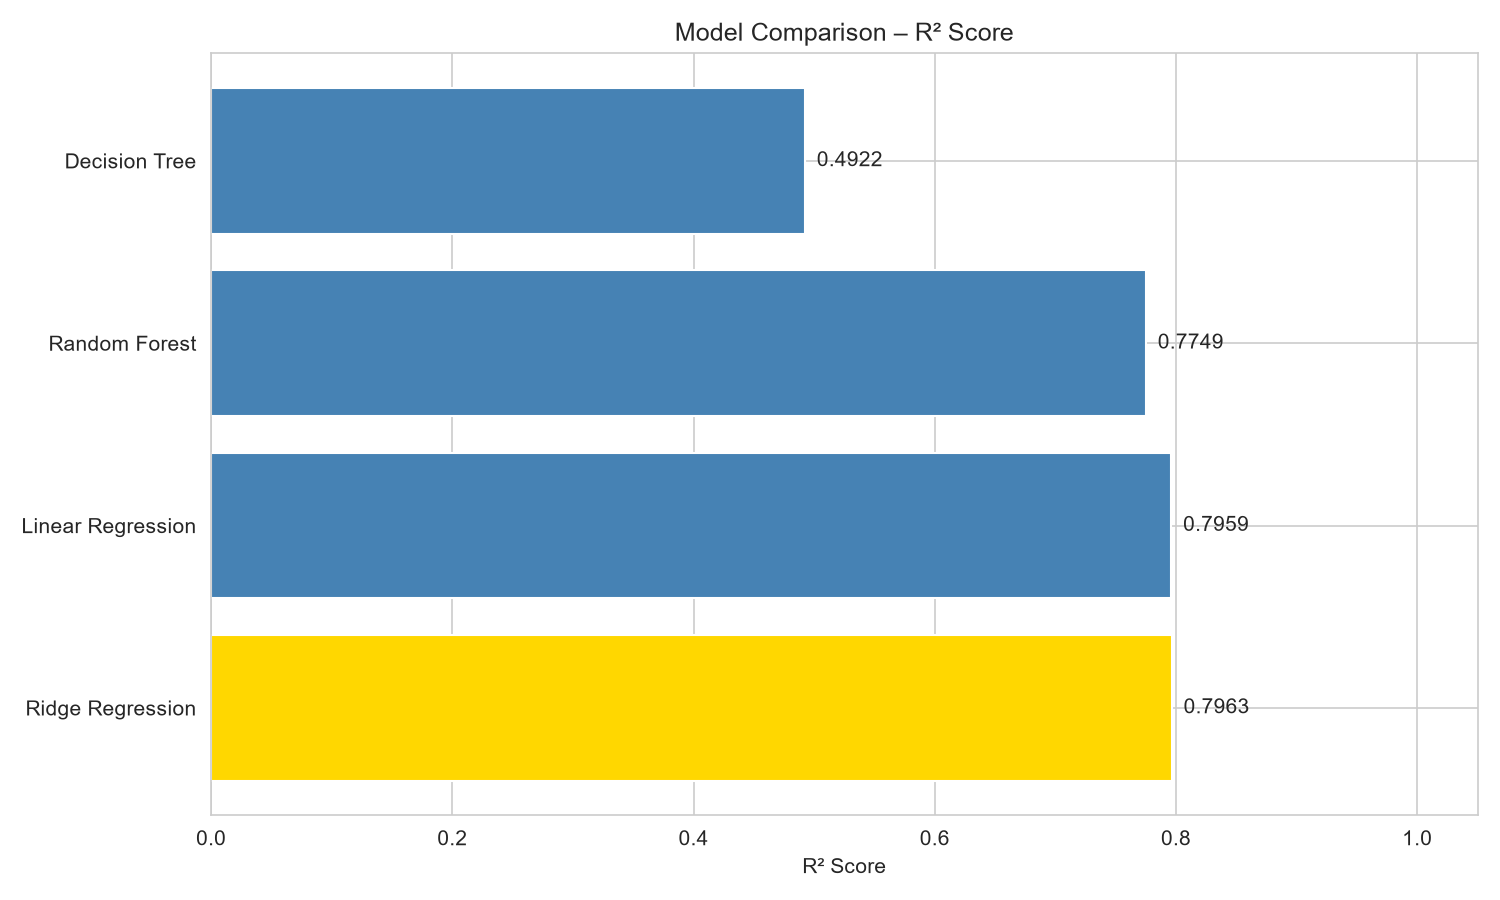 Model Comparison – R² Score
Decision Tree
0.4922
Random Forest
0.7749
Linear Regression
0.7959
Ridge Regression
0.7963
0.0 0.2 0.4 0.6 0.8 1.0
R² Score